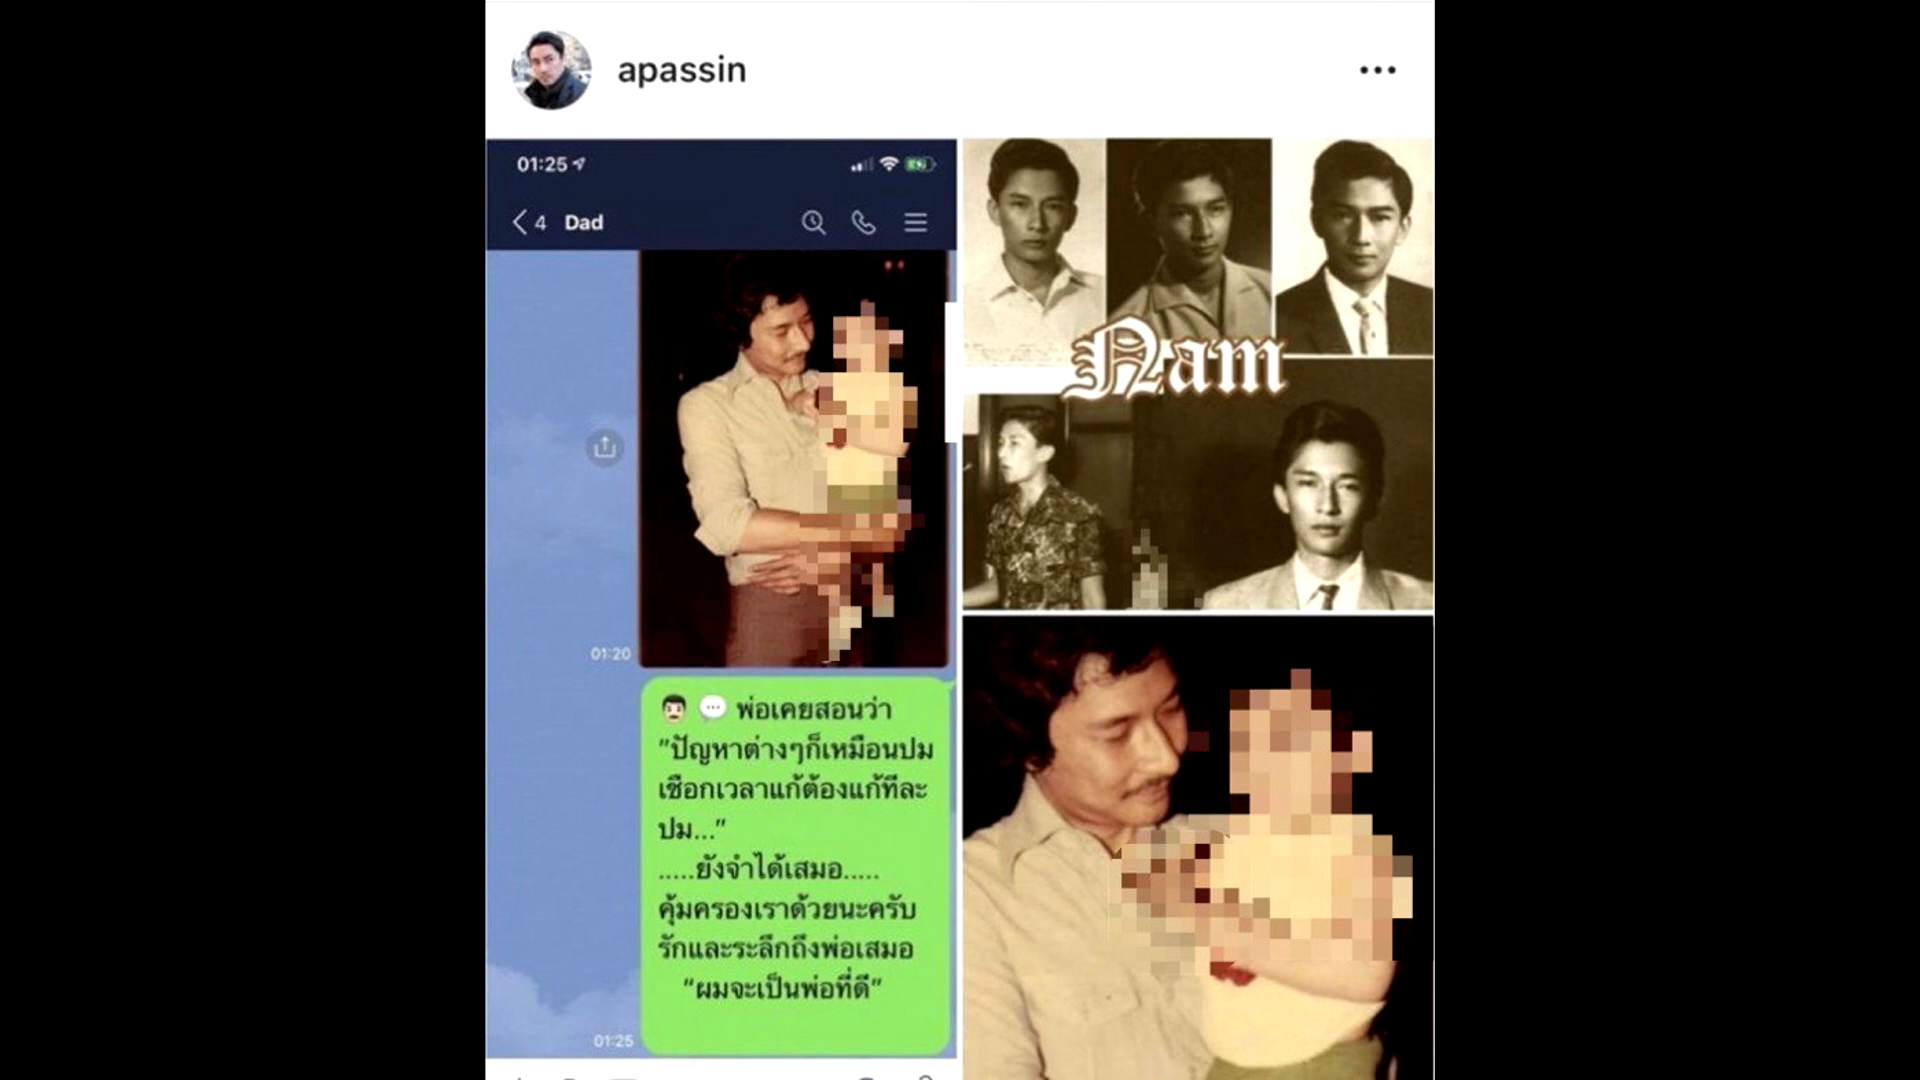 apassin
01:25
4 Dad
Nam
01:20
พ่อเคยสอนว่า
"ปัญหาต่างๆก็เหมือนปม
เชือกเวลาแก้ต้องแก้ทีละ
ปม..."
.....ยังจำได้เสมอ.....
คุ้มครองเราด้วยนะครับ
รักและระลึกถึงพ่อเสมอ
"ผมจะเป็นพ่อที่ดี"
01:25